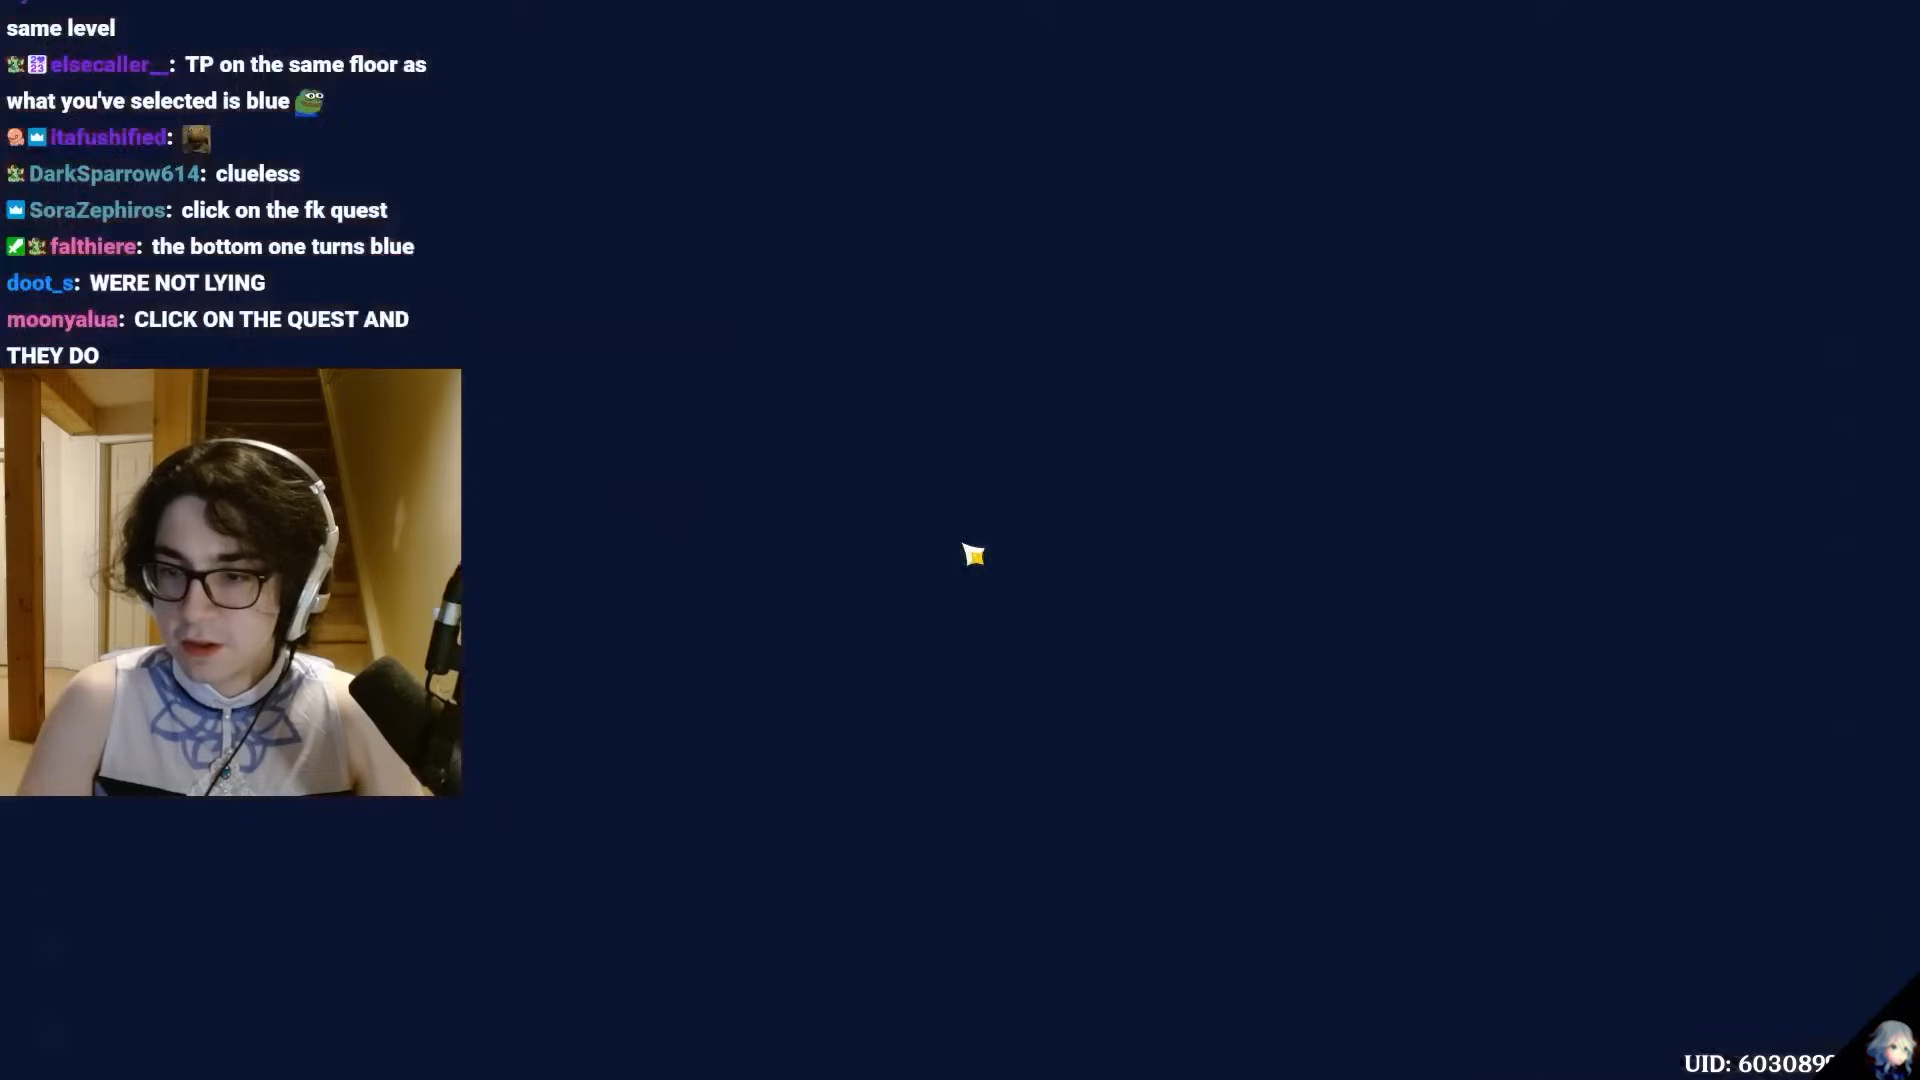 same level
elsecaller__: TP on the same floor as
what you've selected is blue
itafushified:
DarkSparrow614: clueless
SoraZephiros: click on the fk quest
falthiere: the bottom one turns blue
doot_s: WERE NOT LYING
moonyalua: CLICK ON THE QUEST AND
THEY DO
UID: 603089